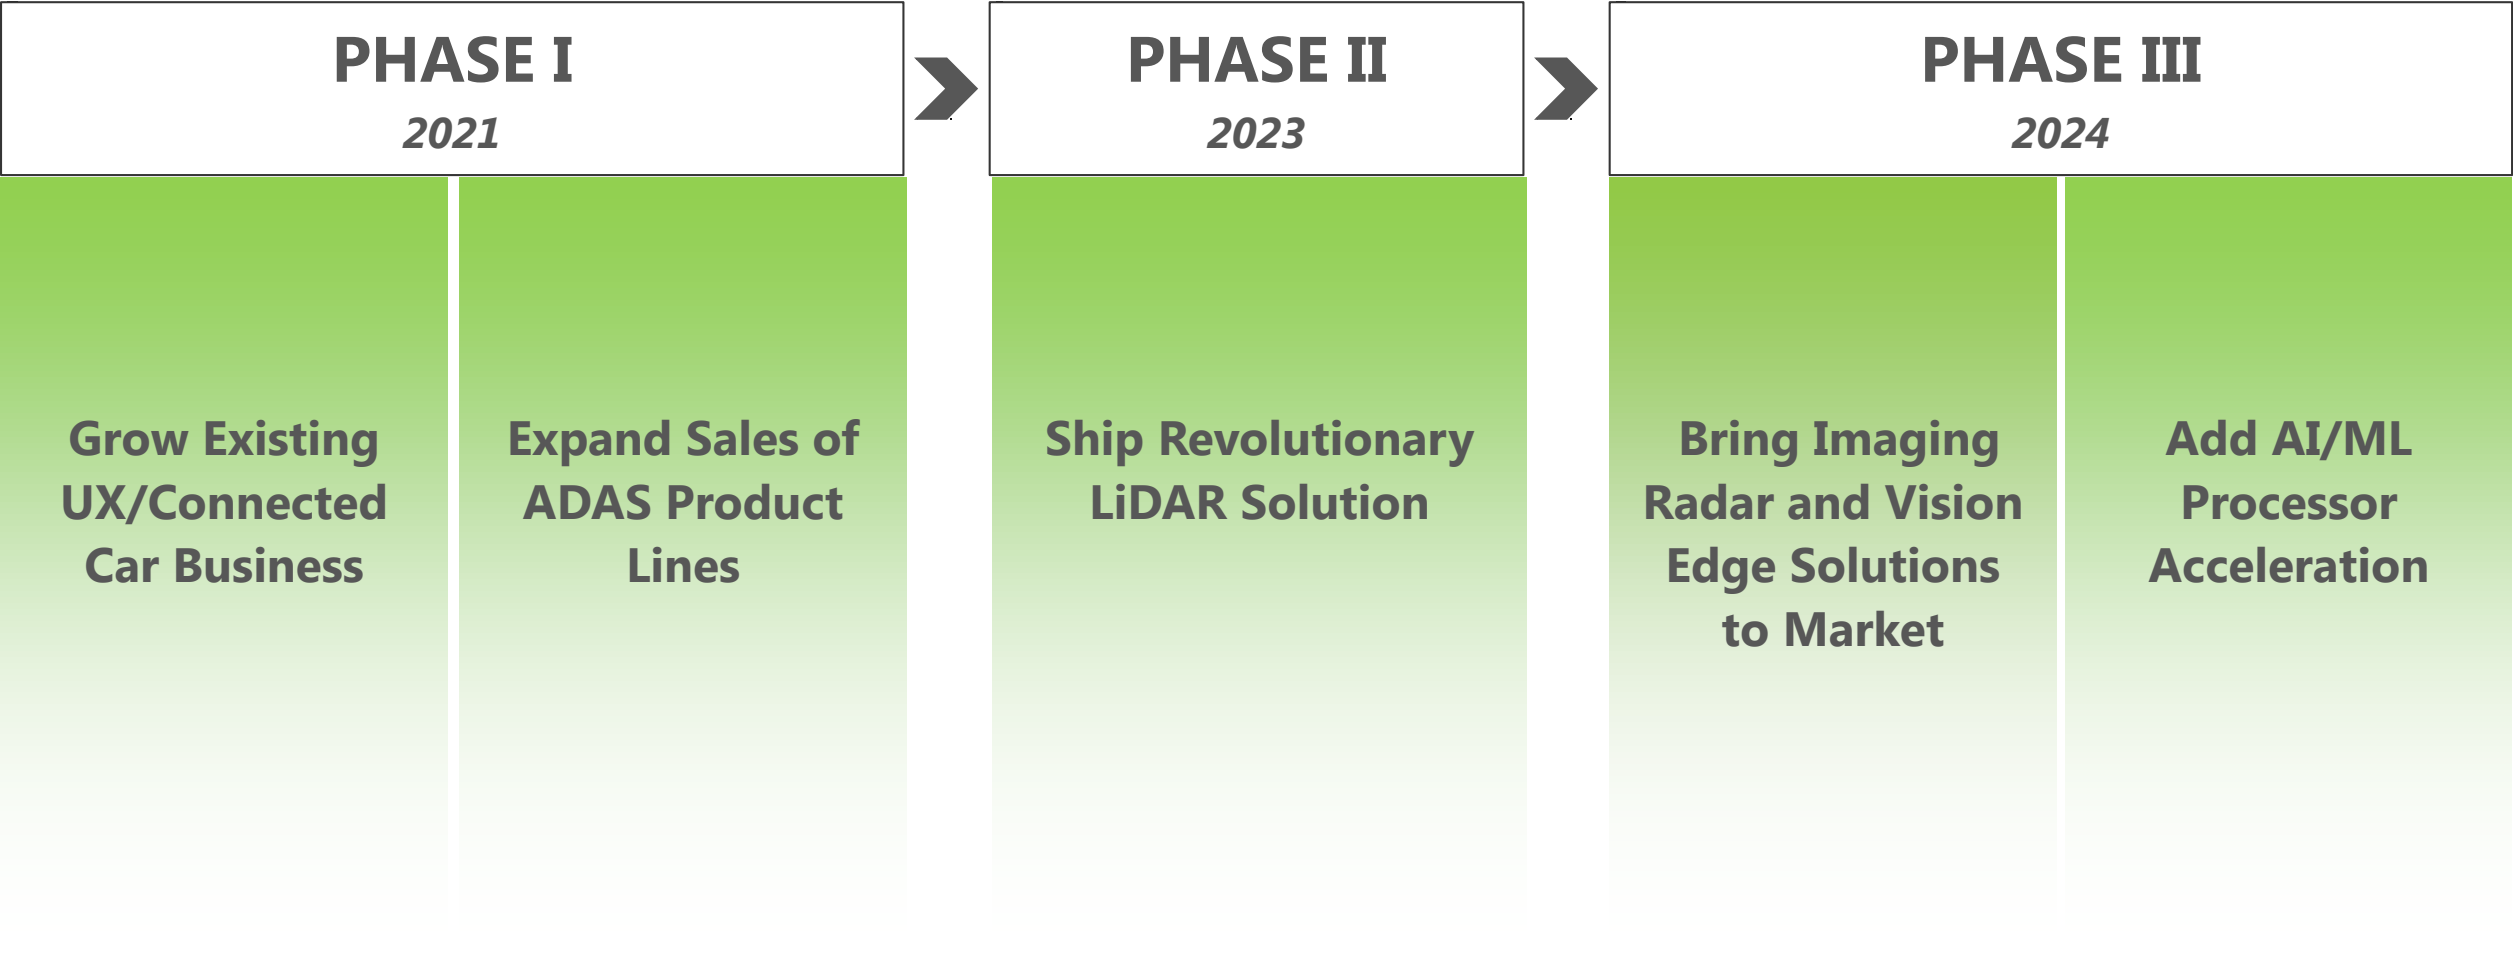 PHASE I
2021
Grow Existing
UX/Connected
Car Business
Expand Sales of
ADAS Product
Lines
PHASE II
2023
Ship Revolutionary
LiDAR Solution
PHASE III
2024
Bring Imaging
Radar and Vision
Edge Solutions
to Market
Add AI/ML
Processor
Acceleration